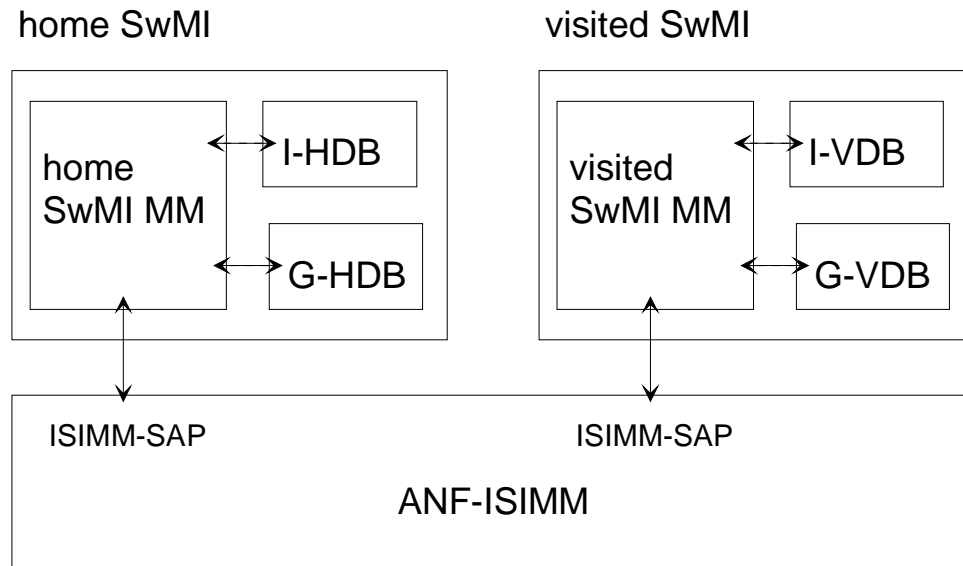 home SwMI
visited SwMI
home
SwMI MM
I-HDB
G-HDB
visited
SwMI MM
I-VDB
G-VDB
ISIMM-SAP
ISIMM-SAP
ANF-ISIMM